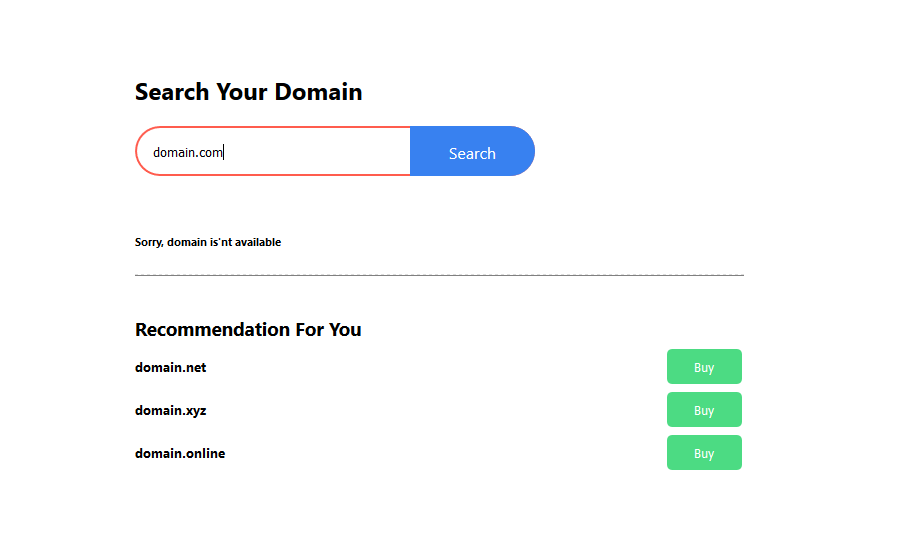 Search Your Domain
domain.com
Search
Sorry, domain is'nt available
Recommendation For You
domain.net
Buy
domain.xyz
Buy
domain.online
Buy